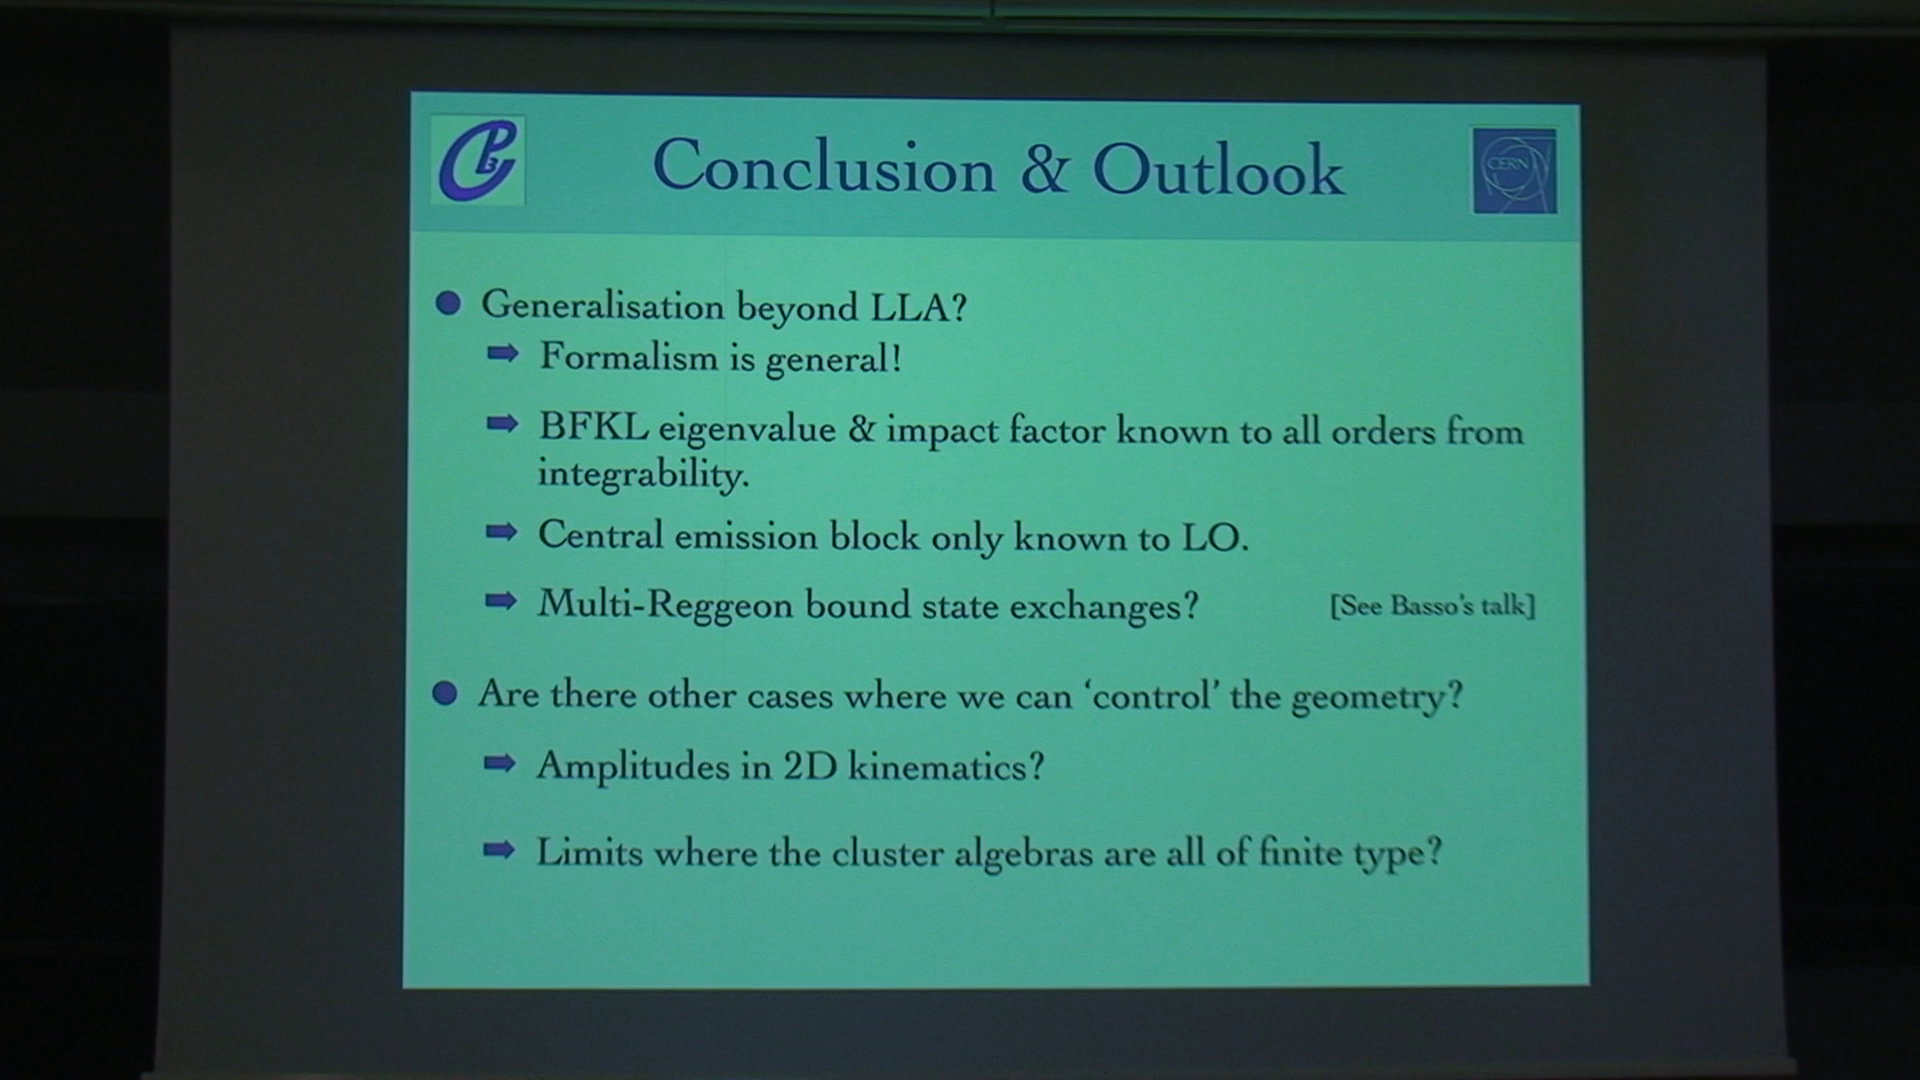 CP3
Conclusion & Outlook
CERN
Generalisation beyond LLA?
Formalism is general!
BFKL eigenvalue & impact factor known to all orders from
integrability.
Central emission block only known to LO.
Multi-Reggeon bound state exchanges? [See Basso's talk]
Are there other cases where we can ‘control’ the geometry?
Amplitudes in 2D kinematics?
Limits where the cluster algebras are all of finite type?